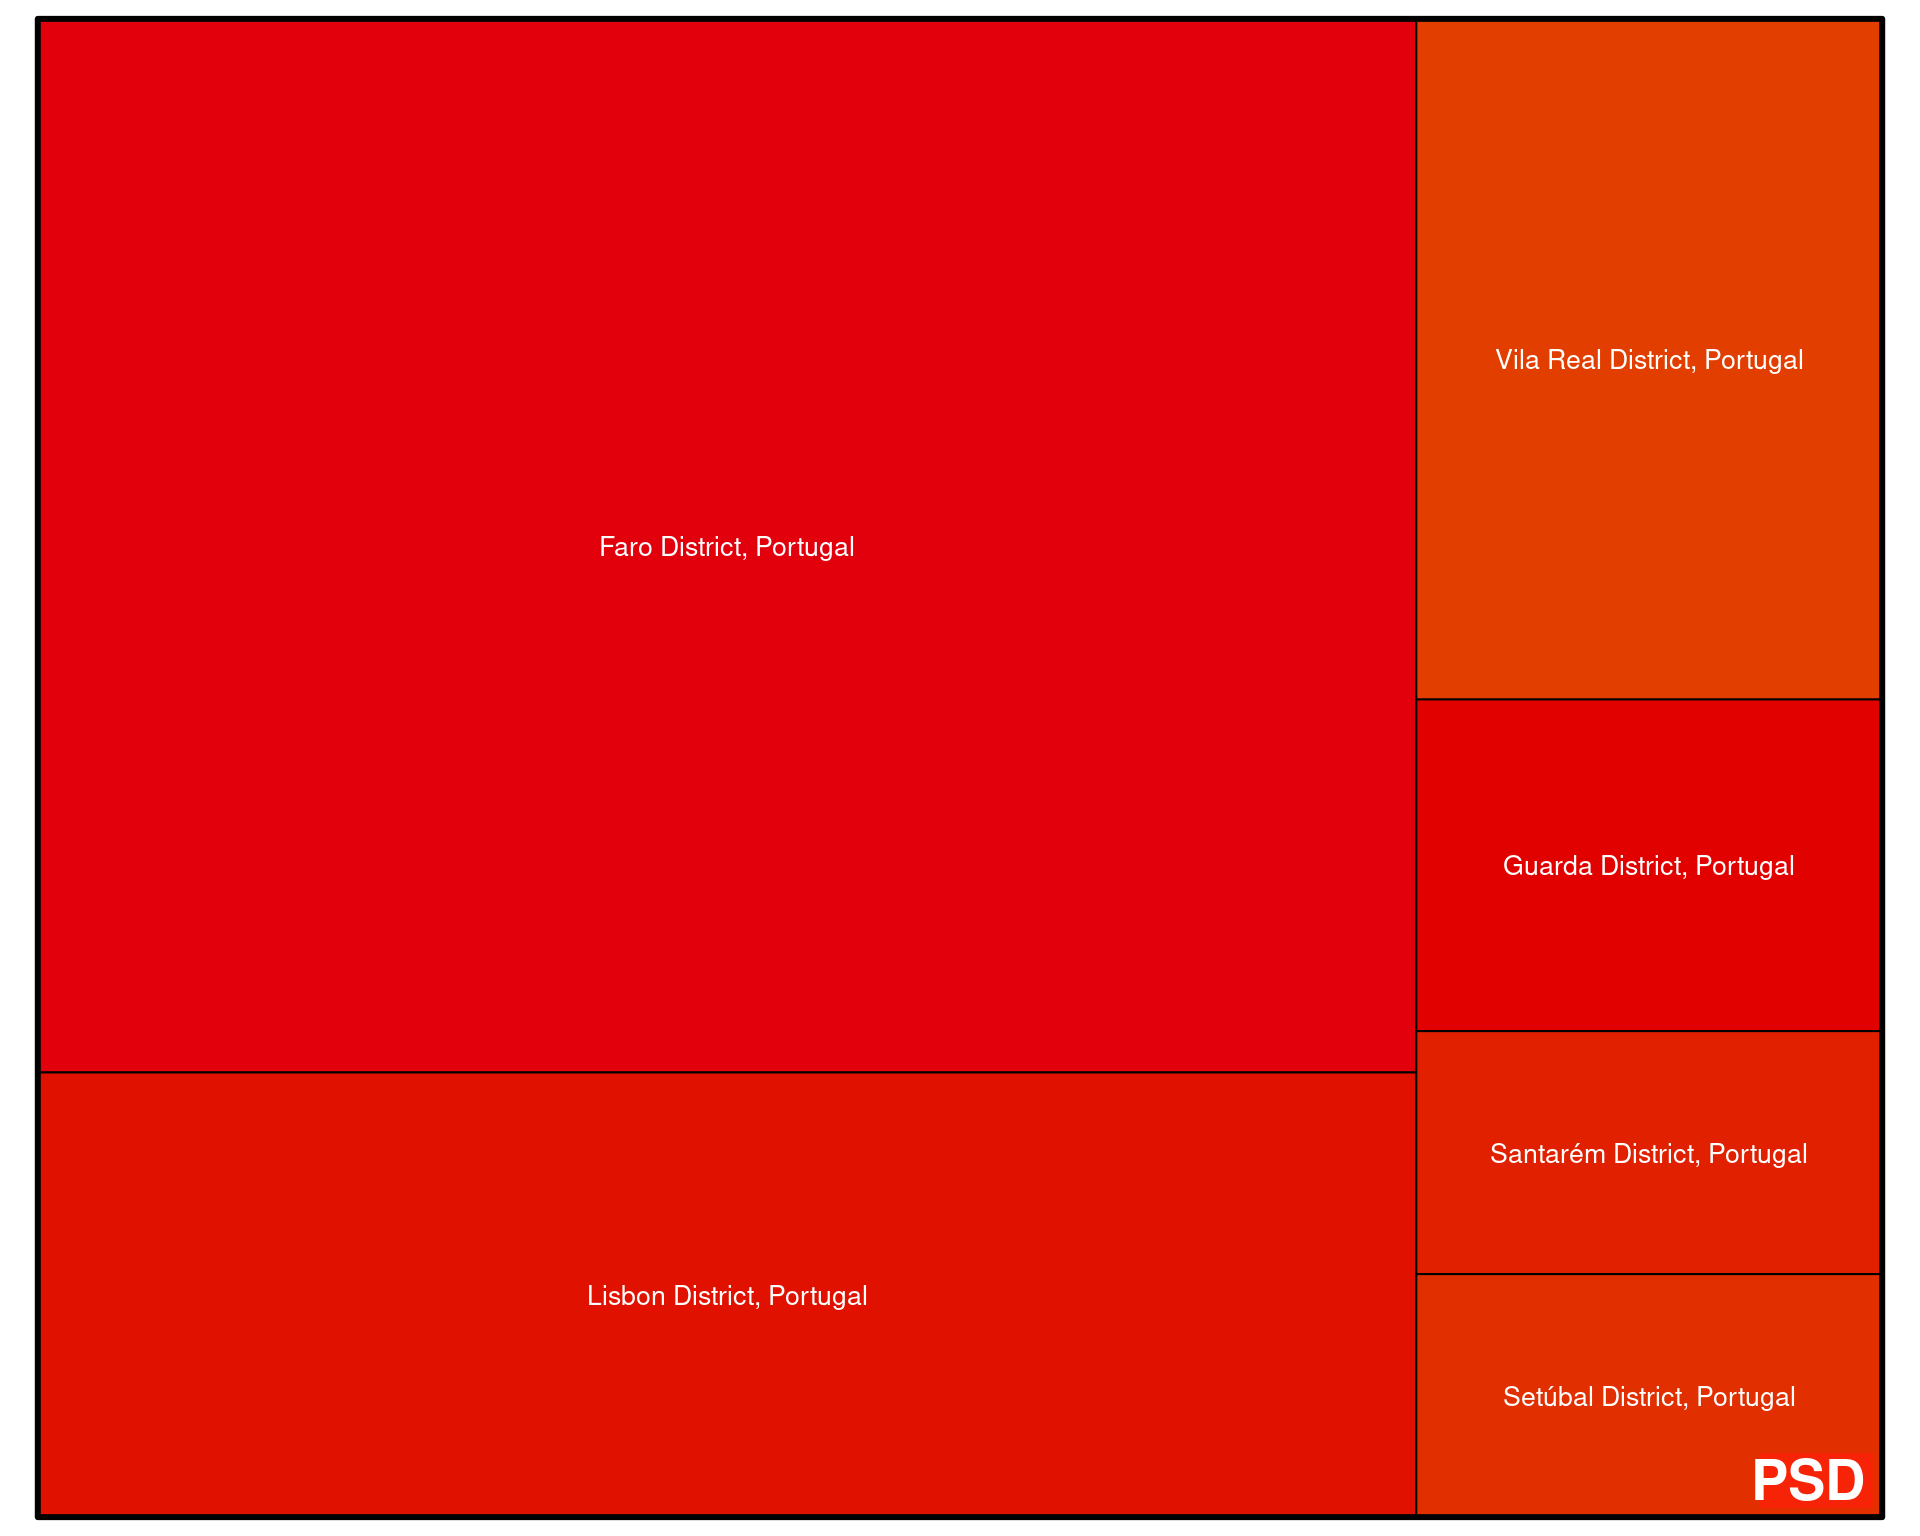 Faro District, Portugal
Lisbon District, Portugal
Vila Real District, Portugal
Guarda District, Portugal
Santarém District, Portugal
Setúbal District, Portugal
PSD